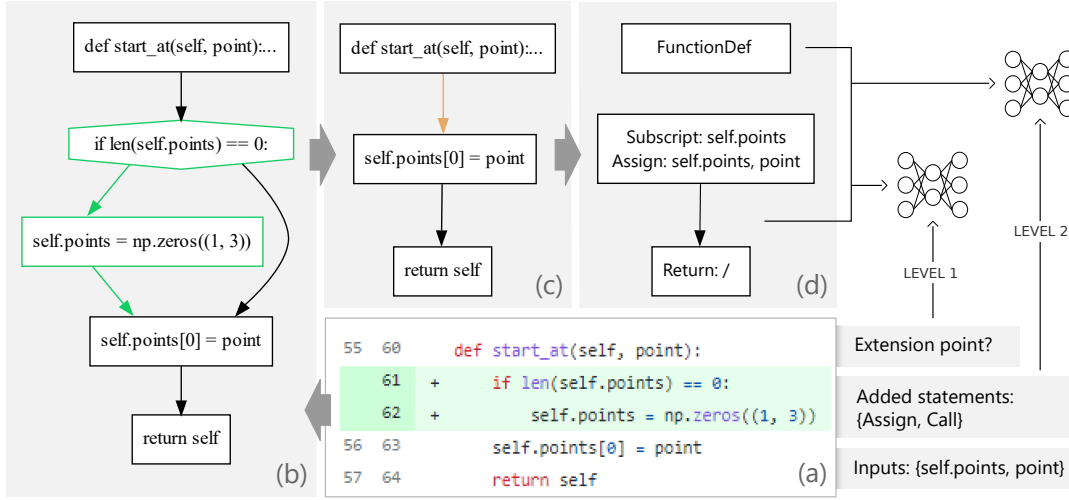 def start_at(self, point):...
if len(self.points) == 0:
self.points = np.zeros((1, 3))
self.points[0] = point
return self
(b)
def start_at(self, point):...
self.points[0] = point
return self
(c)
FunctionDef
Subscript: self.points
Assign: self.points, point
Return: /
(d)
LEVEL 1
LEVEL 2
55 60 def start_at(self, point):
61 + if len(self.points) == 0:
62 + self.points = np.zeros((1, 3))
56 63 self.points[0] = point
57 64 return self
(a)
Extension point?
Added statements:
{Assign, Call}
Inputs: {self.points, point}